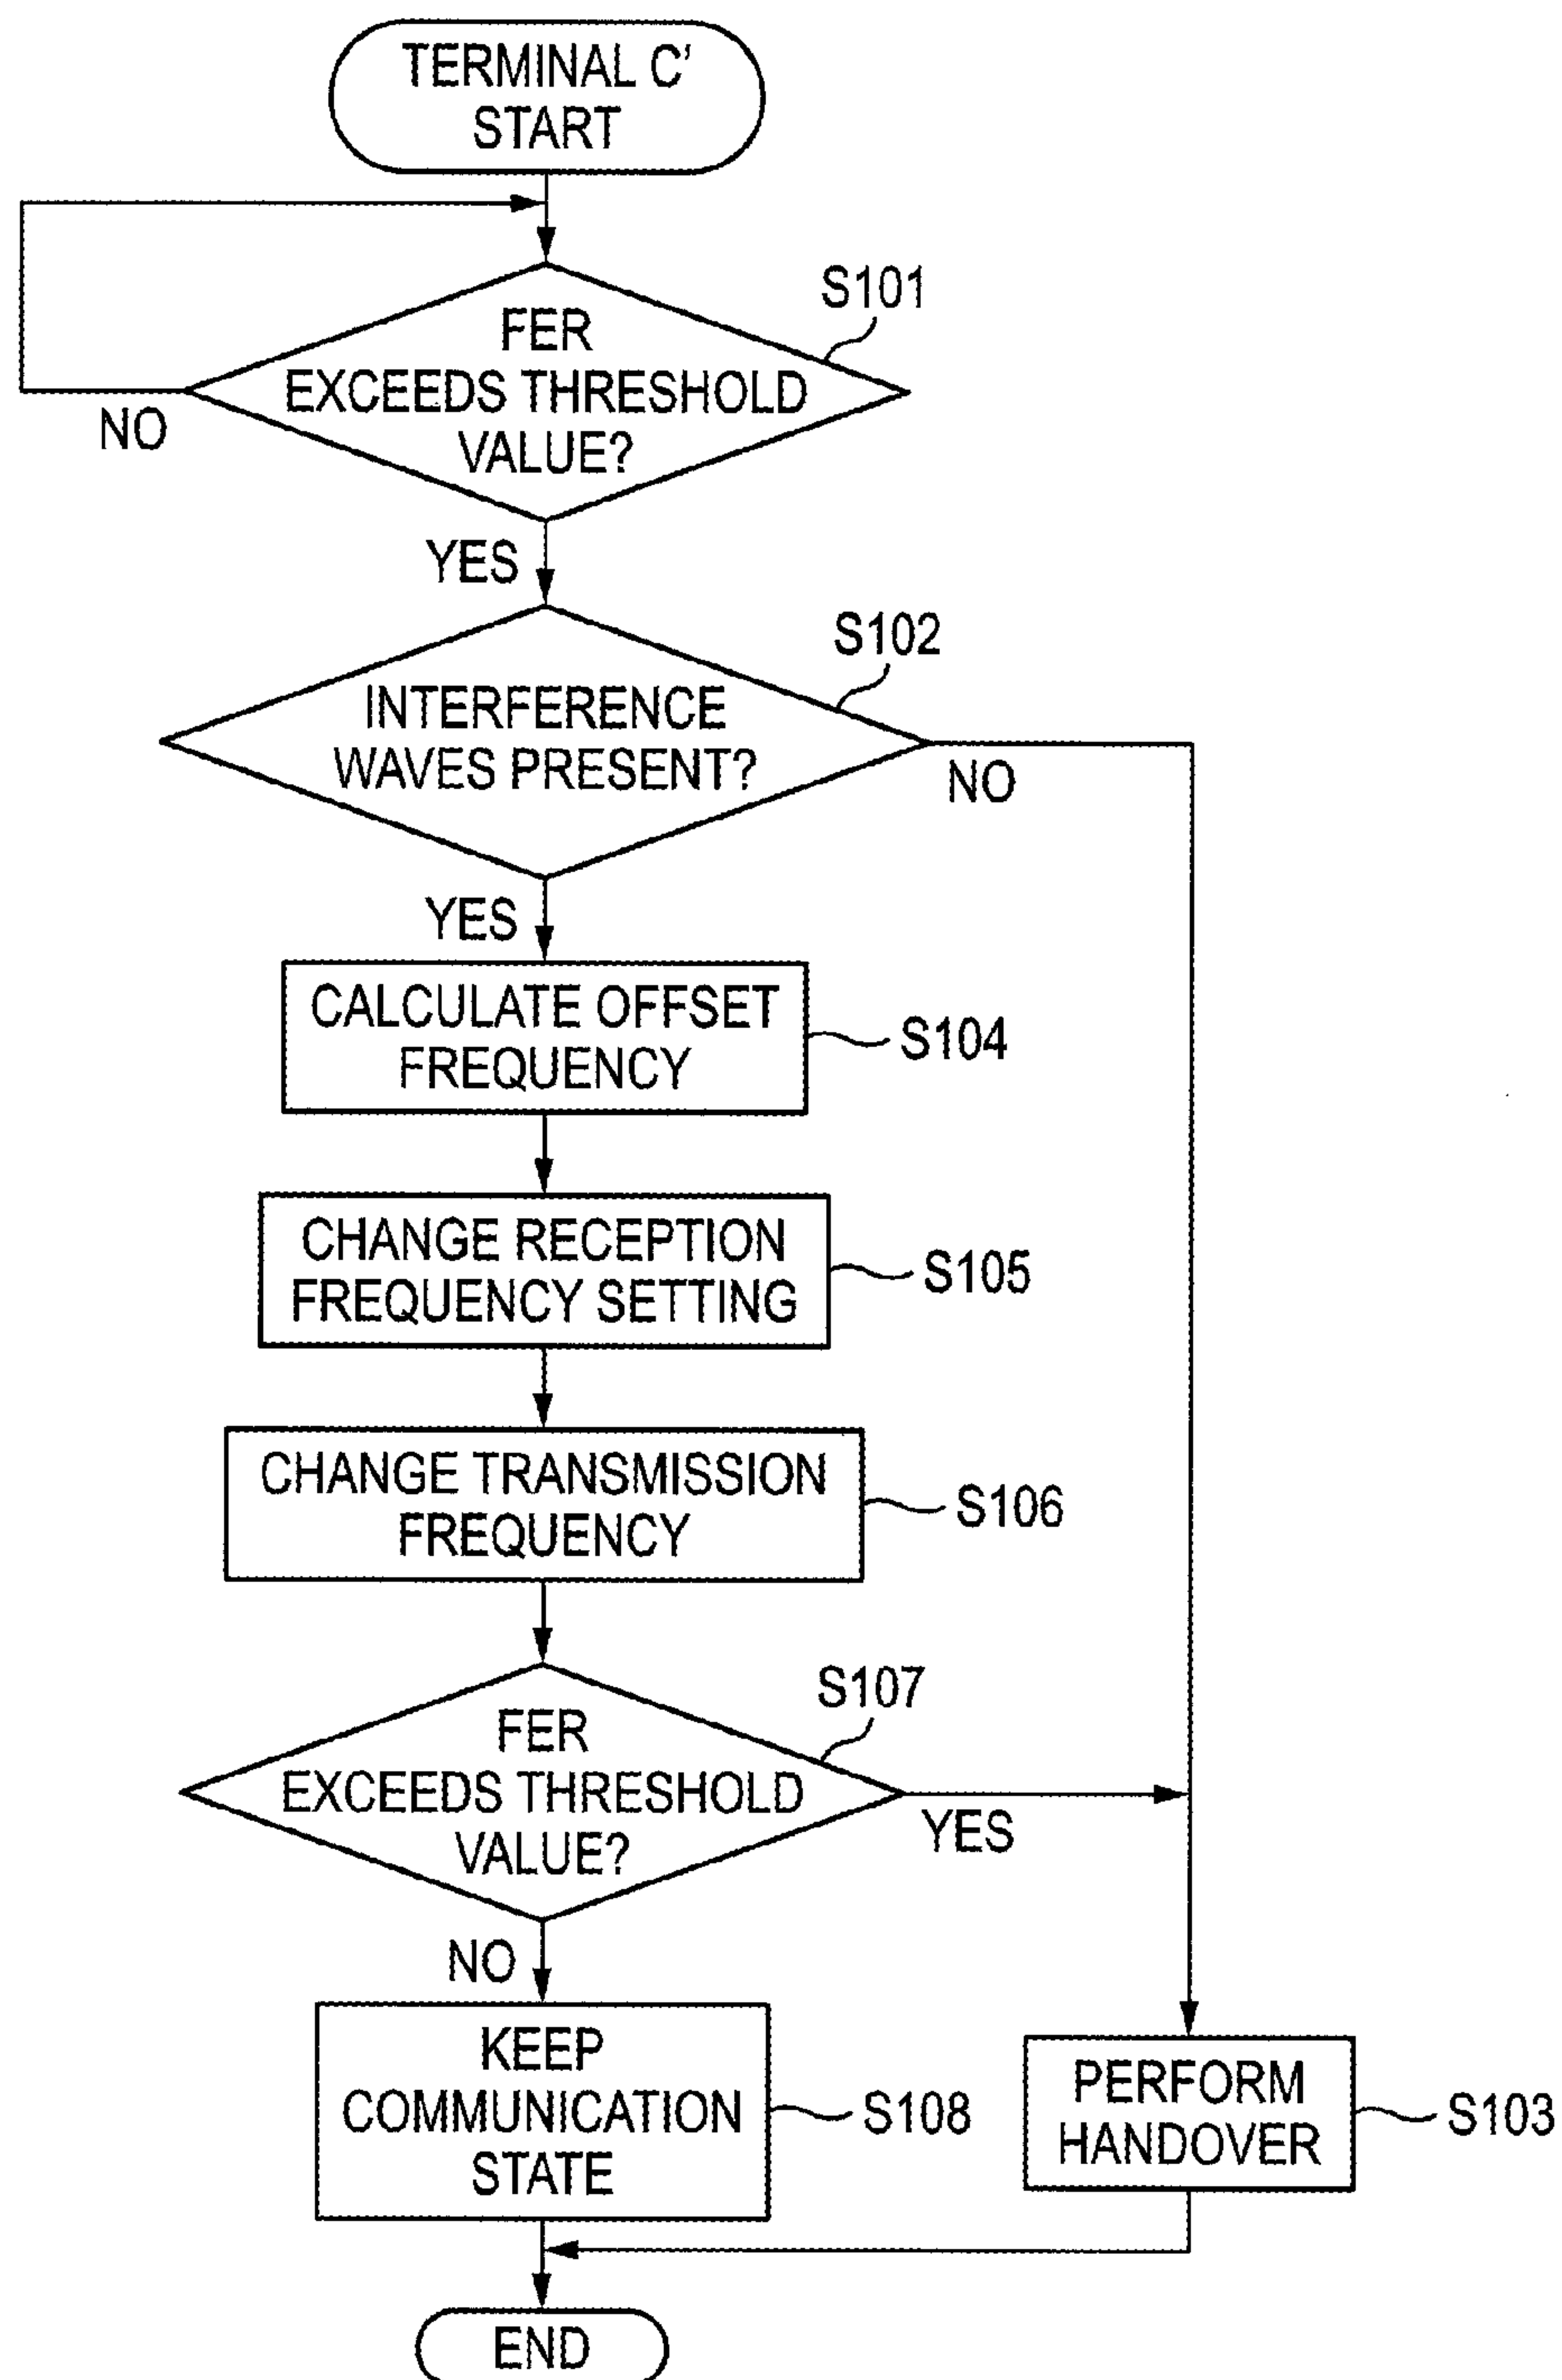 TERMINAL C'
START
S101
FER
EXCEEDS THRESHOLD
VALUE?
NO
YES
S102
INTERFERENCE
WAVES PRESENT?
NO
YES
CALCULATE OFFSET
FREQUENCY
S104
CHANGE RECEPTION
FREQUENCY SETTING
S105
CHANGE TRANSMISSION
FREQUENCY
S106
S107
FER
EXCEEDS THRESHOLD
VALUE?
YES
NO
KEEP
COMMUNICATION
STATE
S108
PERFORM
HANDOVER
S103
END